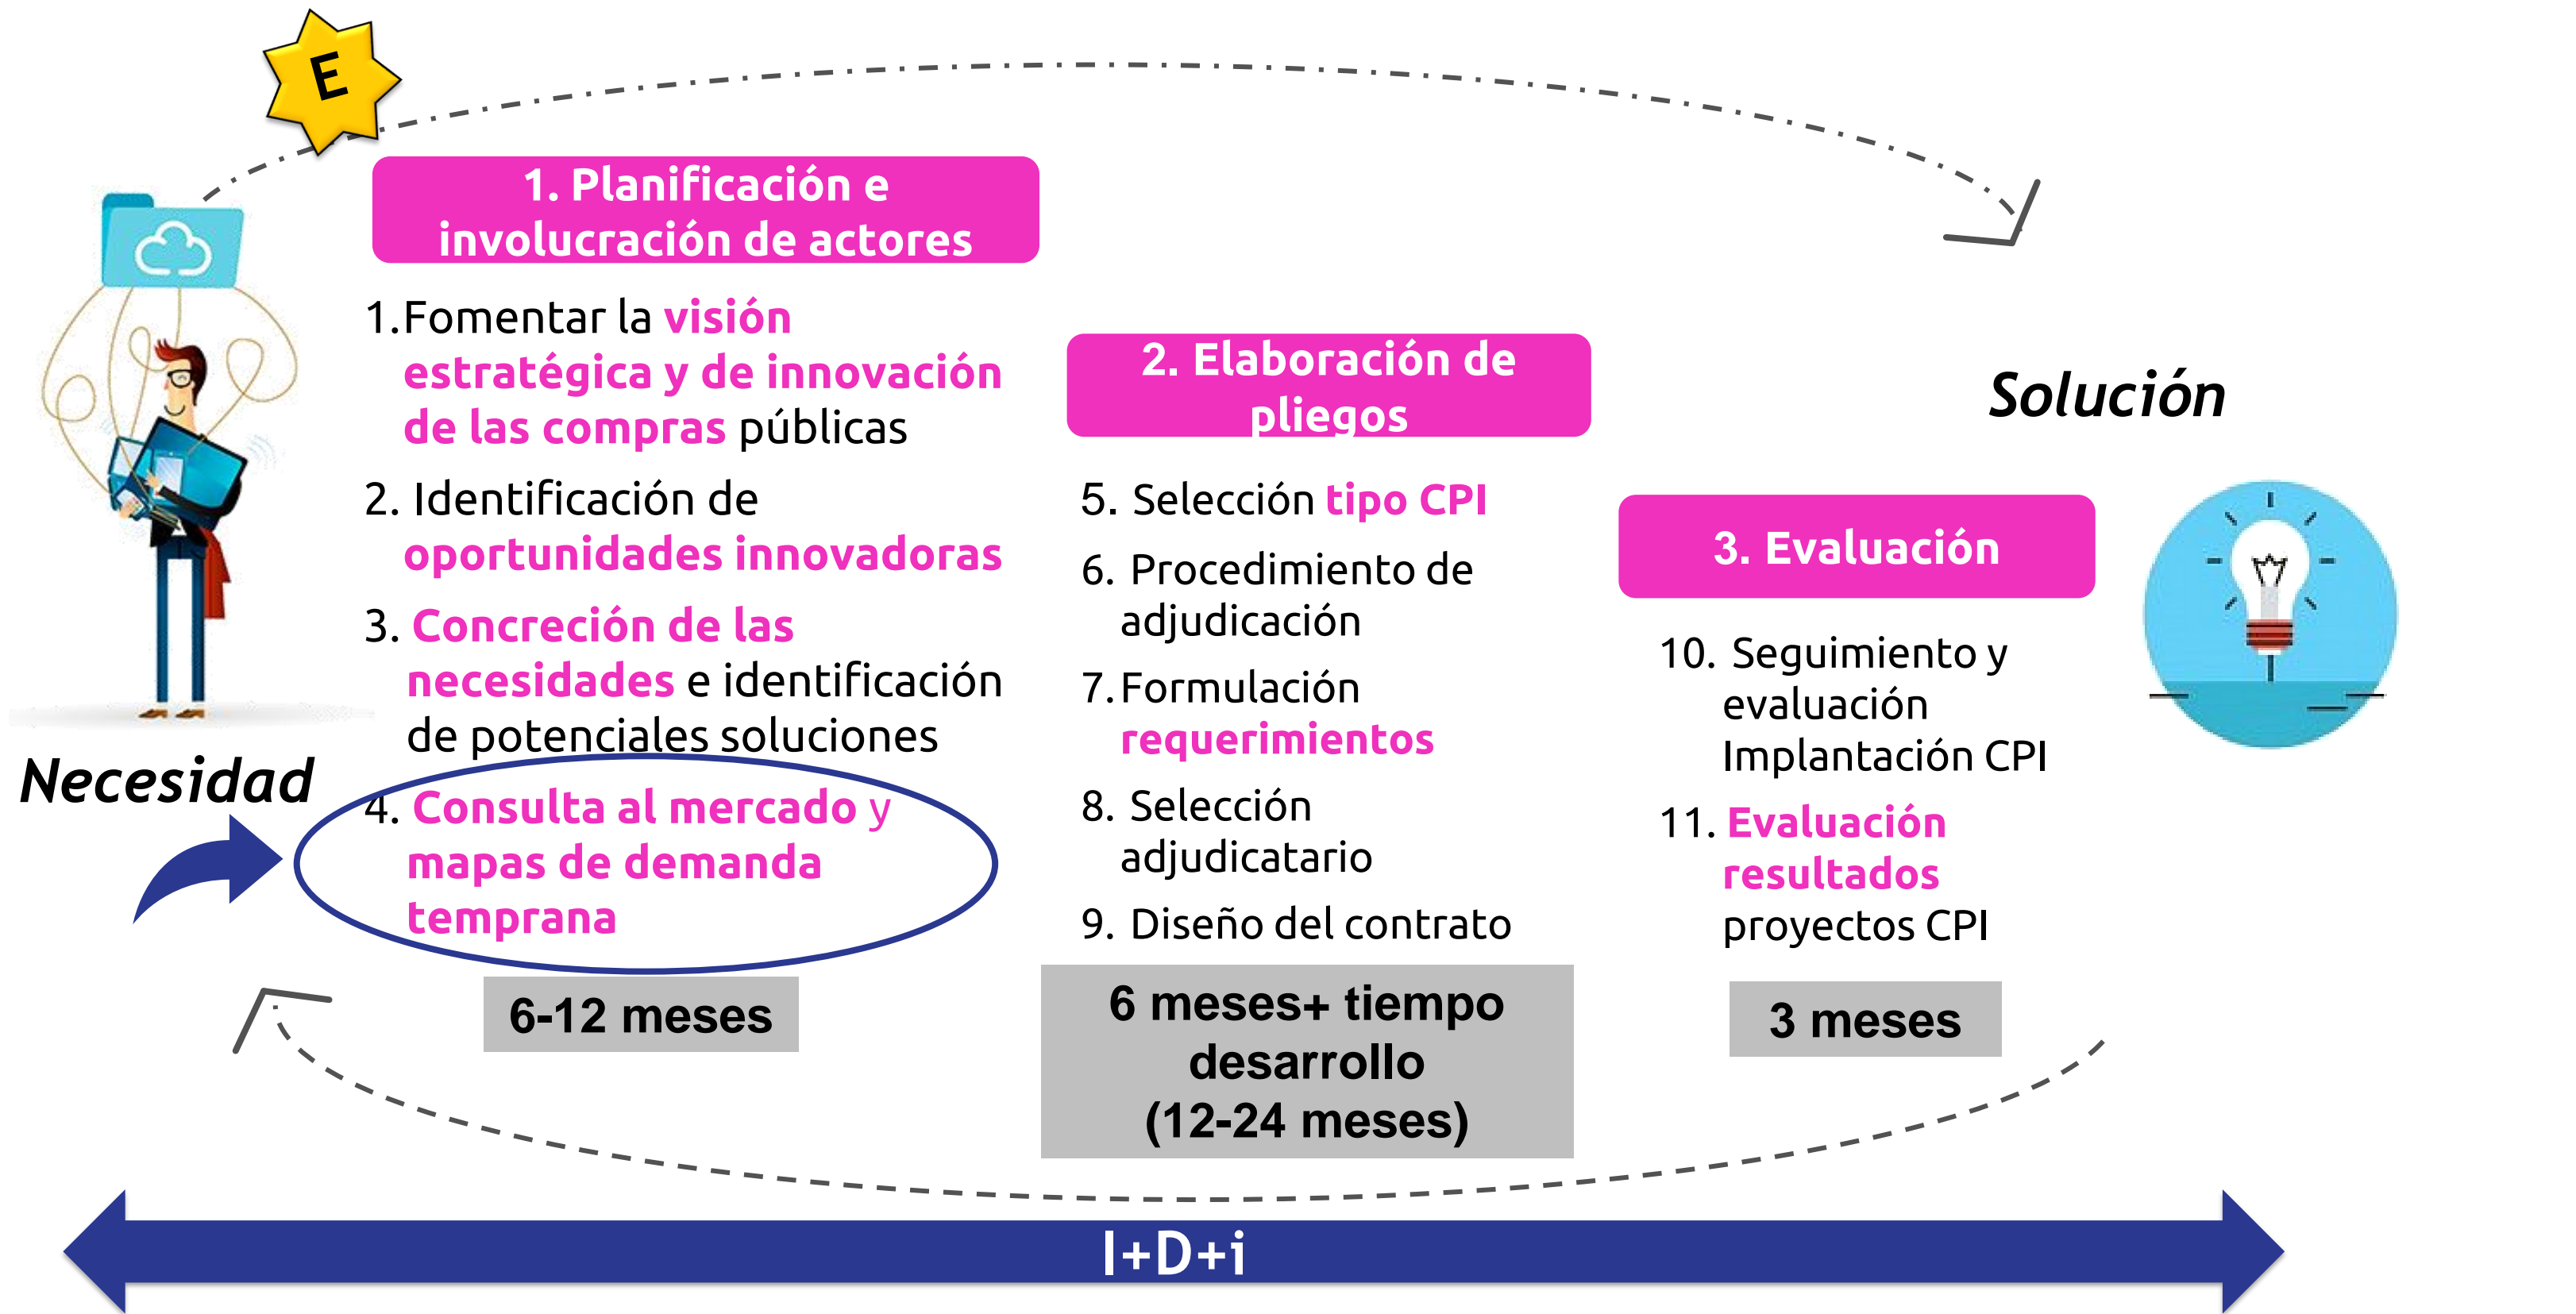 E
1. Planificación e
involucración de actores
1.Fomentar la visión
estratégica y de innovación
de las compras públicas
2. Identificación de
oportunidades innovadoras
3. Concreción de las
necesidades e identificación
de potenciales soluciones
4. Consulta al mercado y
mapas de demanda
temprana
6-12 meses
Necesidad
2. Elaboración de
pliegos
5. Selección tipo CPI
6. Procedimiento de
adjudicación
7.Formulación
requerimientos
8. Selección
adjudicatario
9. Diseño del contrato
6 meses+ tiempo
desarrollo
(12-24 meses)
Solución
3. Evaluación
10. Seguimiento y
evaluación
Implantación CPI
11. Evaluación
resultados
proyectos CPI
3 meses
I+D+i